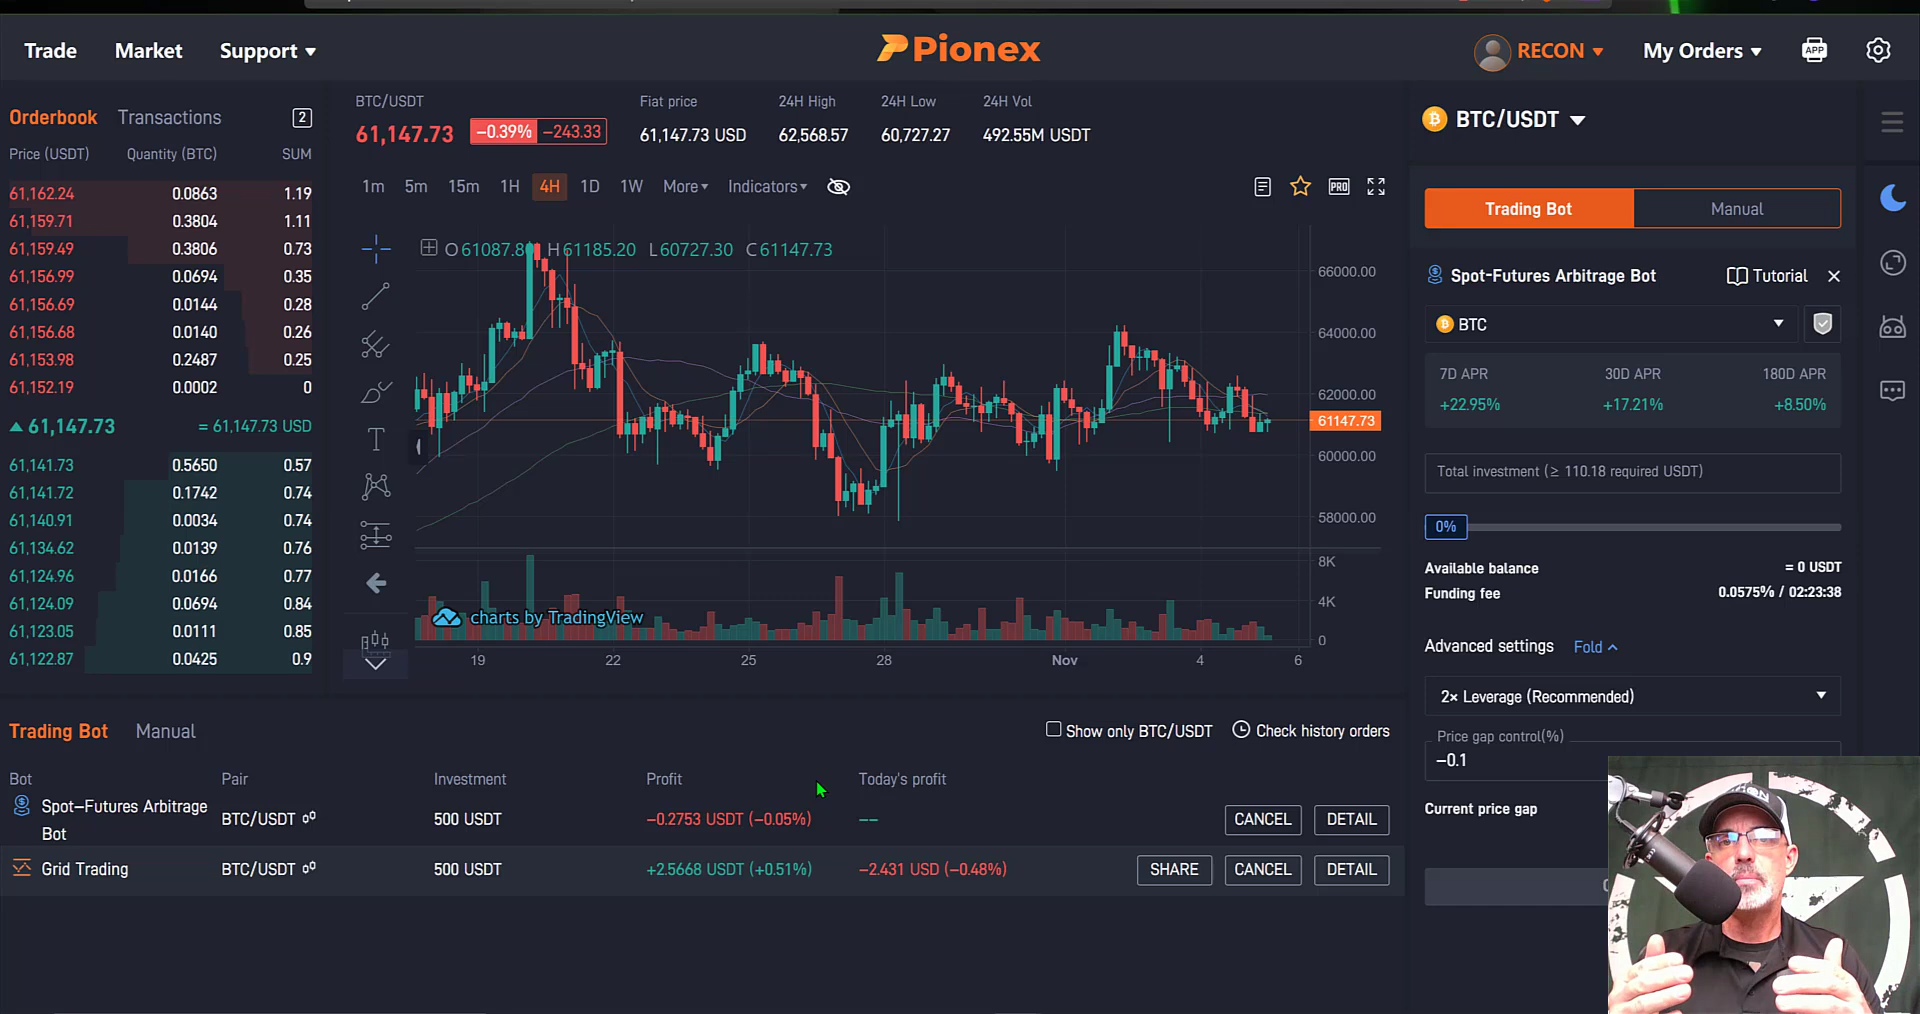 Trade Market Support
Pionex
RECON My Orders APP
Orderbook Transactions 2
Price (USDT) Quantity (BTC) SUM
61,162.24 0.0863 1.19
61,159.71 0.3804 1.11
61,159.49 0.3806 0.73
61,156.99 0.0694 0.35
61,156.69 0.0144 0.28
61,156.68 0.0140 0.26
61,153.98 0.2487 0.25
61,152.19 0.0002 0
61,147.73 = 61,147.73 USD
61,141.73 0.5650 0.57
61,141.72 0.1742 0.74
61,140.91 0.0034 0.74
61,134.62 0.0139 0.76
61,124.96 0.0166 0.77
61,124.09 0.0694 0.84
61,123.05 0.0111 0.85
61,122.87 0.0425 0.9
BTC/USDT Fiat price 24H High 24H Low 24H Vol
61,147.73 −0.39% −243.33 61,147.73 USD 62,568.57 60,727.27 492.55M USDT
1m 5m 15m 1H 4H 1D 1W More Indicators PRO
O61087.80 H61185.20 L60727.30 C61147.73
66000.00
64000.00
62000.00
61147.73
60000.00
58000.00
8K
4K
0
charts by TradingView
19 22 25 28 Nov 4 6
BTC/USDT
Trading Bot Manual
Spot-Futures Arbitrage Bot Tutorial
BTC
7D APR 30D APR 180D APR
+22.95% +17.21% +8.50%
Total investment (≥ 110.18 required USDT)
0%
Available balance = 0 USDT
Funding fee 0.0575% / 02:23:38
Advanced settings Fold
2× Leverage (Recommended)
Price gap control(%)
−0.1
Current price gap
Trading Bot Manual Show only BTC/USDT Check history orders
Bot Pair Investment Profit Today's profit
Spot–Futures Arbitrage
Bot BTC/USDT 500 USDT −0.2753 USDT (−0.05%) –– CANCEL DETAIL
Grid Trading BTC/USDT 500 USDT +2.5668 USDT (+0.51%) −2.431 USD (−0.48%) SHARE CANCEL DETAIL